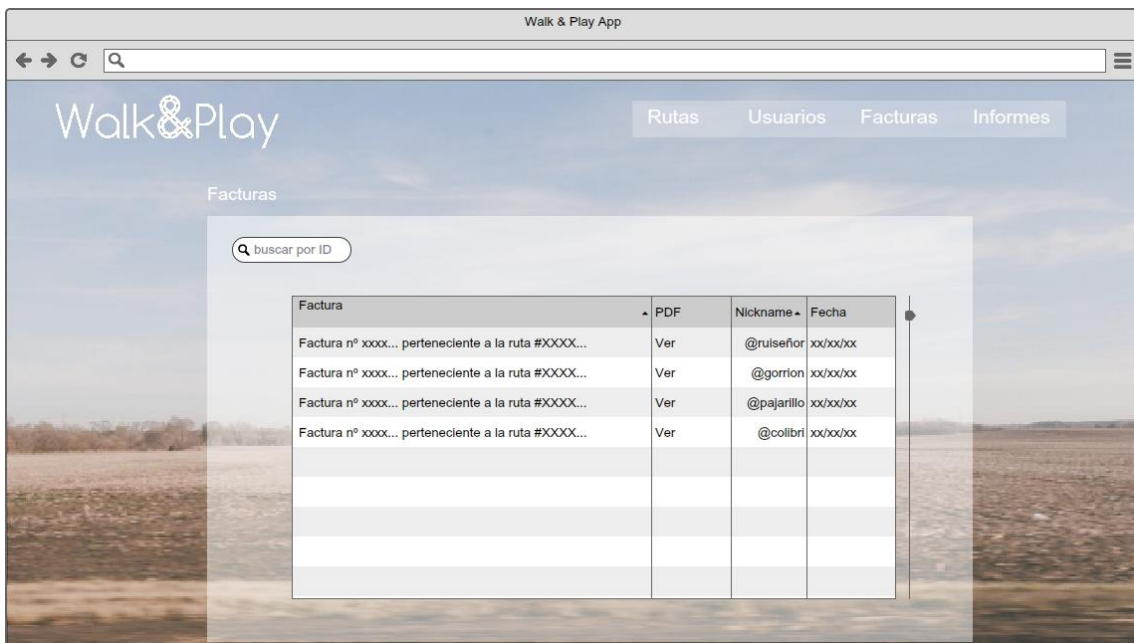 Walk & Play App
Walk&Play
Rutas Usuarios Facturas Informes
Facturas
buscar por ID
Factura PDF Nickname Fecha
Factura nº xxxx... perteneciente a la ruta #XXXX... Ver @ruiseñor xx/xx/xx
Factura nº xxxx... perteneciente a la ruta #XXXX... Ver @gorrion xx/xx/xx
Factura nº xxxx... perteneciente a la ruta #XXXX... Ver @pajarillo xx/xx/xx
Factura nº xxxx... perteneciente a la ruta #XXXX... Ver @colibri xx/xx/xx